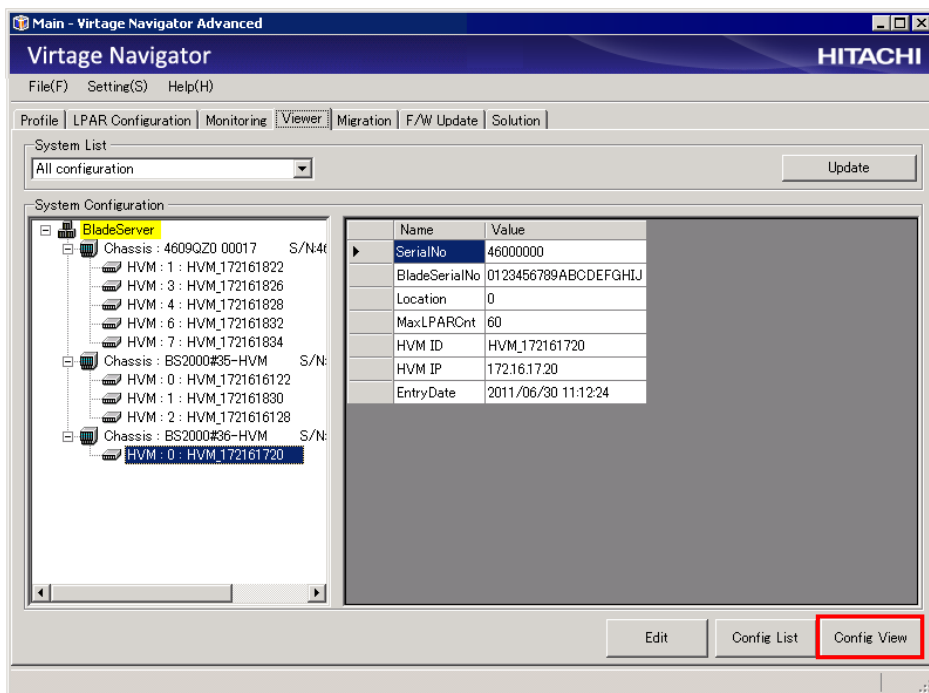 Main - Virtage Navigator Advanced
Virtage Navigator
HITACHI
File(F) Setting(S) Help(H)
Profile LPAR Configuration Monitoring Viewer Migration F/W Update Solution
System List
All configuration
Update
System Configuration
BladeServer
Chassis : 4609QZ0 00017 S/N:46
HVM : 1 : HVM_172161822
HVM : 3 : HVM_172161826
HVM : 4 : HVM_172161828
HVM : 6 : HVM_172161832
HVM : 7 : HVM_172161834
Chassis : BS2000#35-HVM S/N:
HVM : 0 : HVM_1721616122
HVM : 1 : HVM_172161830
HVM : 2 : HVM_1721616128
Chassis : BS2000#36-HVM S/N:
HVM : 0 : HVM_172161720
Name Value
SerialNo 46000000
BladeSerialNo 0123456789ABCDEFGHIJ
Location 0
MaxLPARCnt 60
HVM ID HVM_172161720
HVM IP 172.16.17.20
EntryDate 2011/06/30 11:12:24
Edit Config List Config View